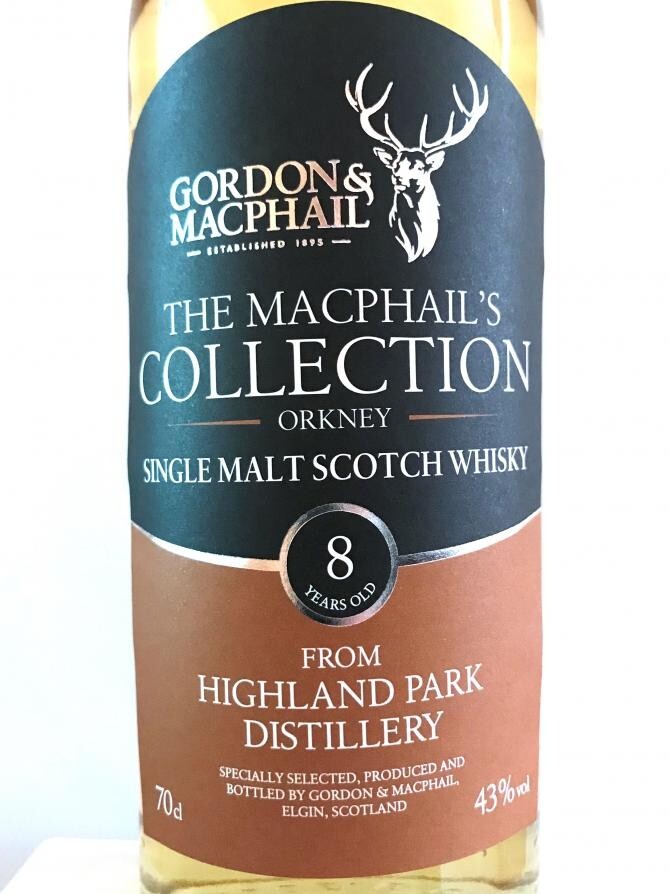 GORDON &
MACPHAIL
ESTABLISHED 1895
THE MACPHAIL'S
COLLECTION
ORKNEY
SINGLE MALT SCOTCH WHISKY
8
YEARS OLD
FROM
HIGHLAND PARK
DISTILLERY
SPECIALLY SELECTED, PRODUCED AND
BOTTLED BY GORDON & MACPHAIL,
ELGIN, SCOTLAND
70cl
43% vol